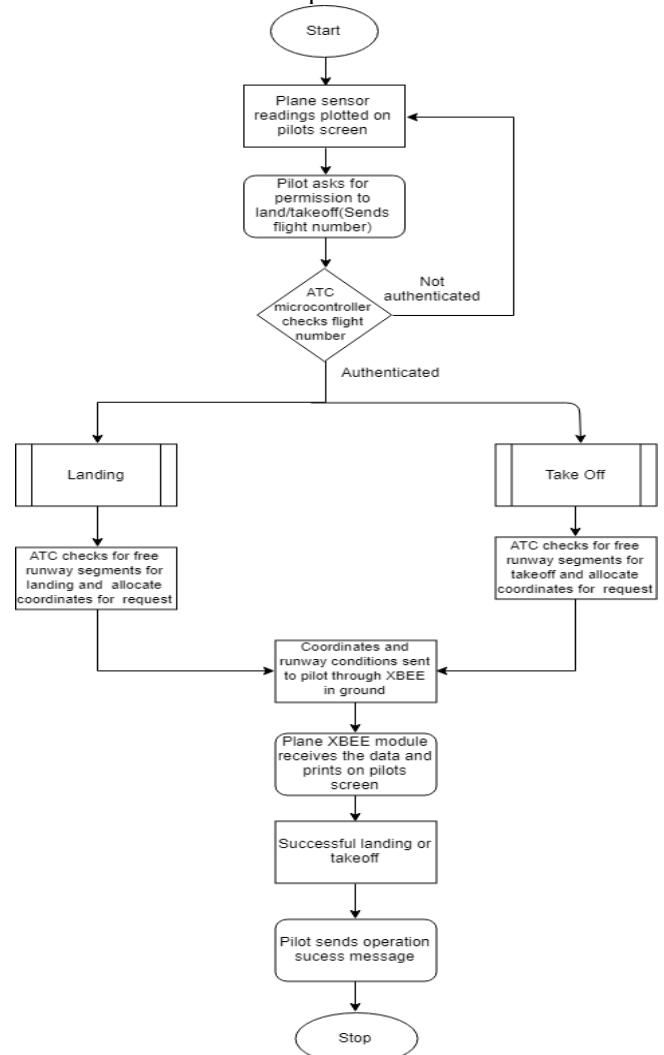 Start
Plane sensor
readings plotted on
pilots screen
Pilot asks for
permission to
land/takeoff(Sends
flight number)
Not
authenticated
ATC
microcontroller
checks flight
number
Authenticated
Landing
Take Off
ATC checks for free
runway segments for
landing and allocate
coordinates for request
ATC checks for free
runway segments for
takeoff and allocate
coordinates for request
Coordinates and
runway conditions sent
to pilot through XBEE
in ground
Plane XBEE module
receives the data and
prints on pilots
screen
Successful landing or
takeoff
Pilot sends operation
sucess message
Stop